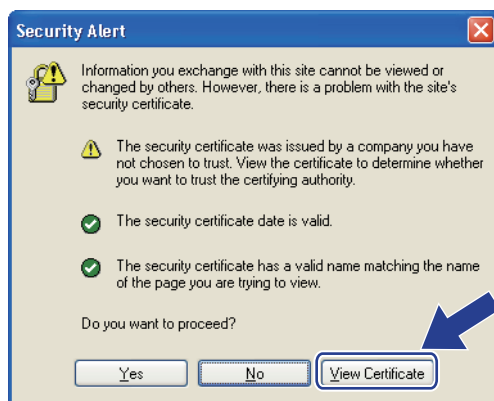 Security Alert
Information you exchange with this site cannot be viewed or
changed by others. However, there is a problem with the site's
security certificate.
The security certificate was issued by a company you have
not chosen to trust. View the certificate to determine whether
you want to trust the certifying authority.
The security certificate date is valid.
The security certificate has a valid name matching the name
of the page you are trying to view.
Do you want to proceed?
Yes No View Certificate